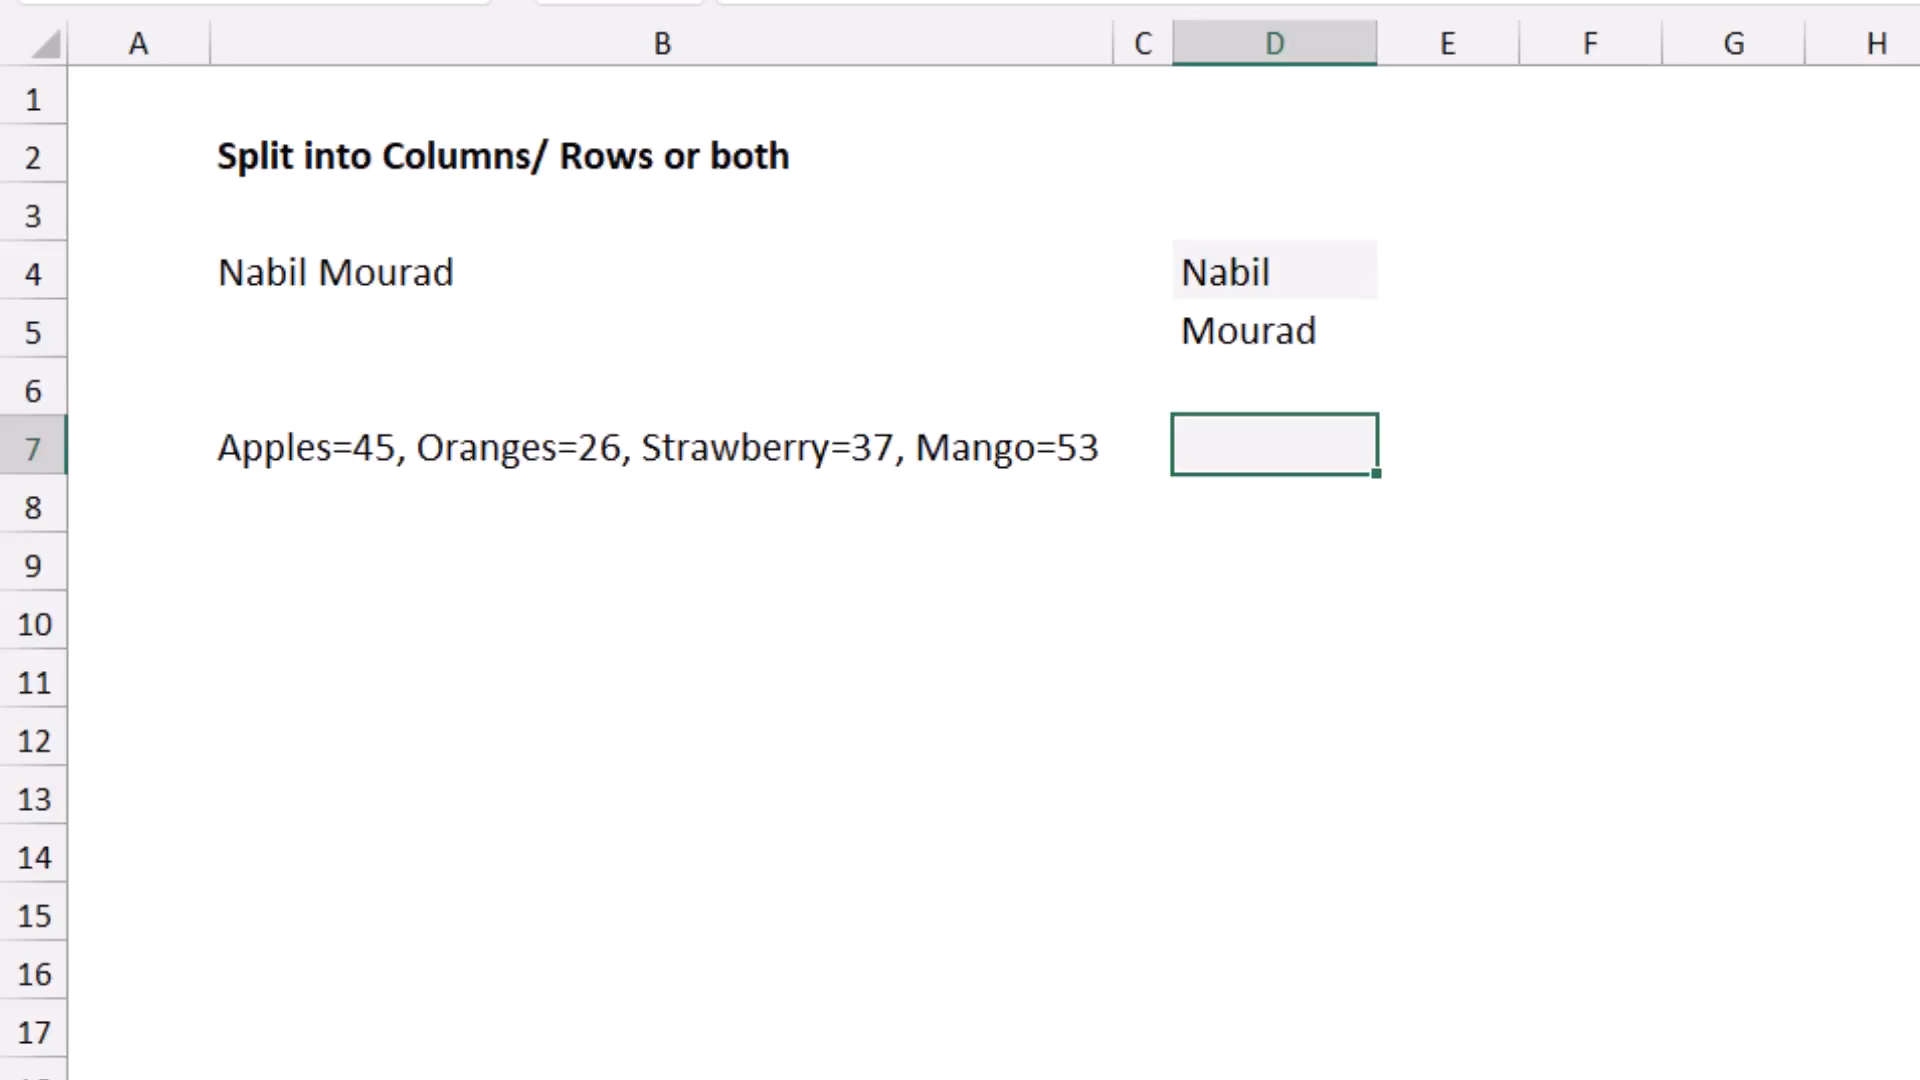 A B C D E F G H
1
2 Split into Columns/ Rows or both
3
4 Nabil Mourad Nabil
5 Mourad
6
7 Apples=45, Oranges=26, Strawberry=37, Mango=53
8
9
10
11
12
13
14
15
16
17